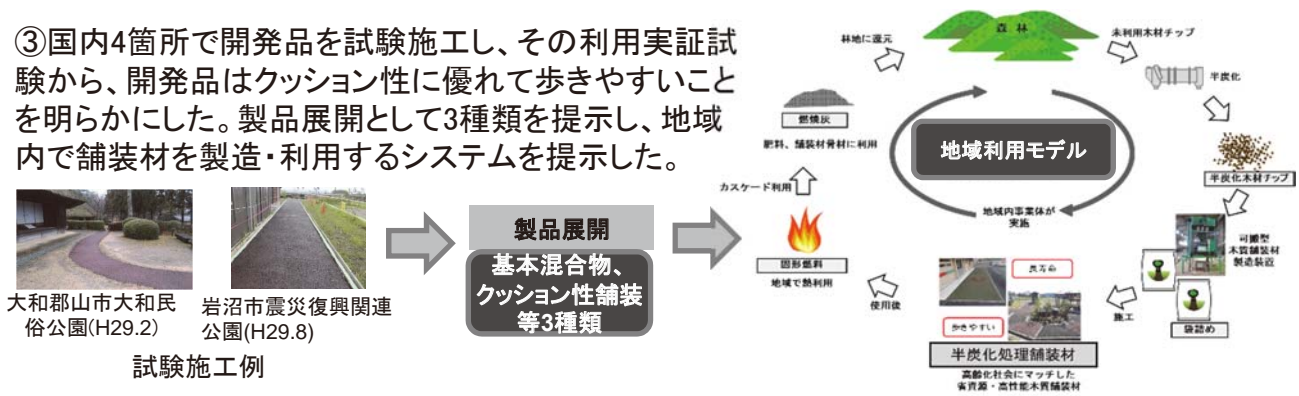 ③国内4箇所で開発品を試験施工し、その利用実証試
験から、開発品はクッション性に優れて歩きやすいこと
を明らかにした。製品展開として3種類を提示し、地域
内で舗装材を製造・利用するシステムを提示した。
大和郡山市大和民
俗公園(H29.2)
岩沼市震災復興関連
公園(H29.8)
試験施工例
製品展開
基本混合物、
クッション性舗装
等3種類
地域利用モデル
地域内事業体が
実施
森林
未利用木材チップ
半炭化
半炭化木材チップ
可搬型
木質舗装材
製造装置
袋詰め
施工
長寿命
歩きやすい
半炭化処理舗装材
高齢化社会にマッチした
省資源・高性能木質舗装材
使用後
固形燃料
地域で熱利用
カスケード利用
燃焼炭
肥料、舗装材骨材に利用
林地に還元